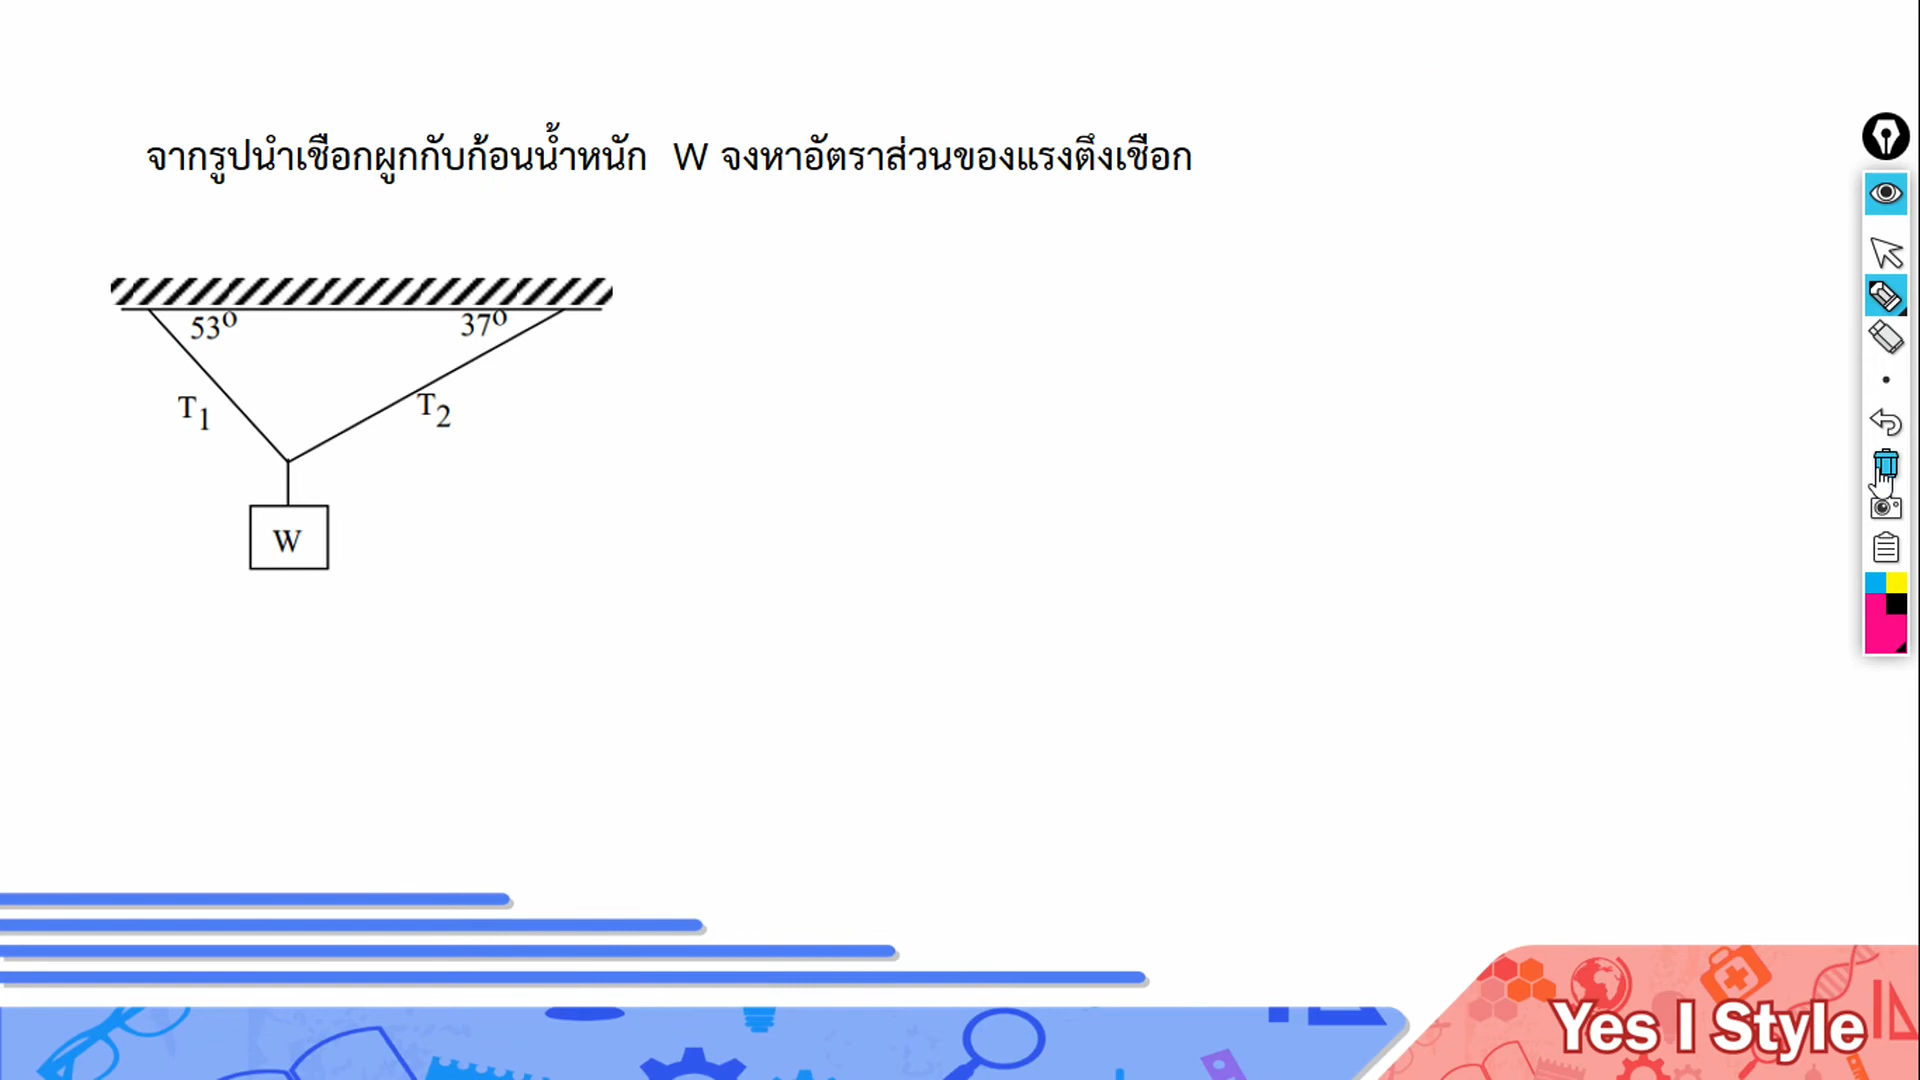 จากรูปนำเชือกผูกกับก้อนน้ำหนัก W จงหาอัตราส่วนของแรงตึงเชือก
53⁰ 37⁰
T₁ T₂
W
Yes I Style